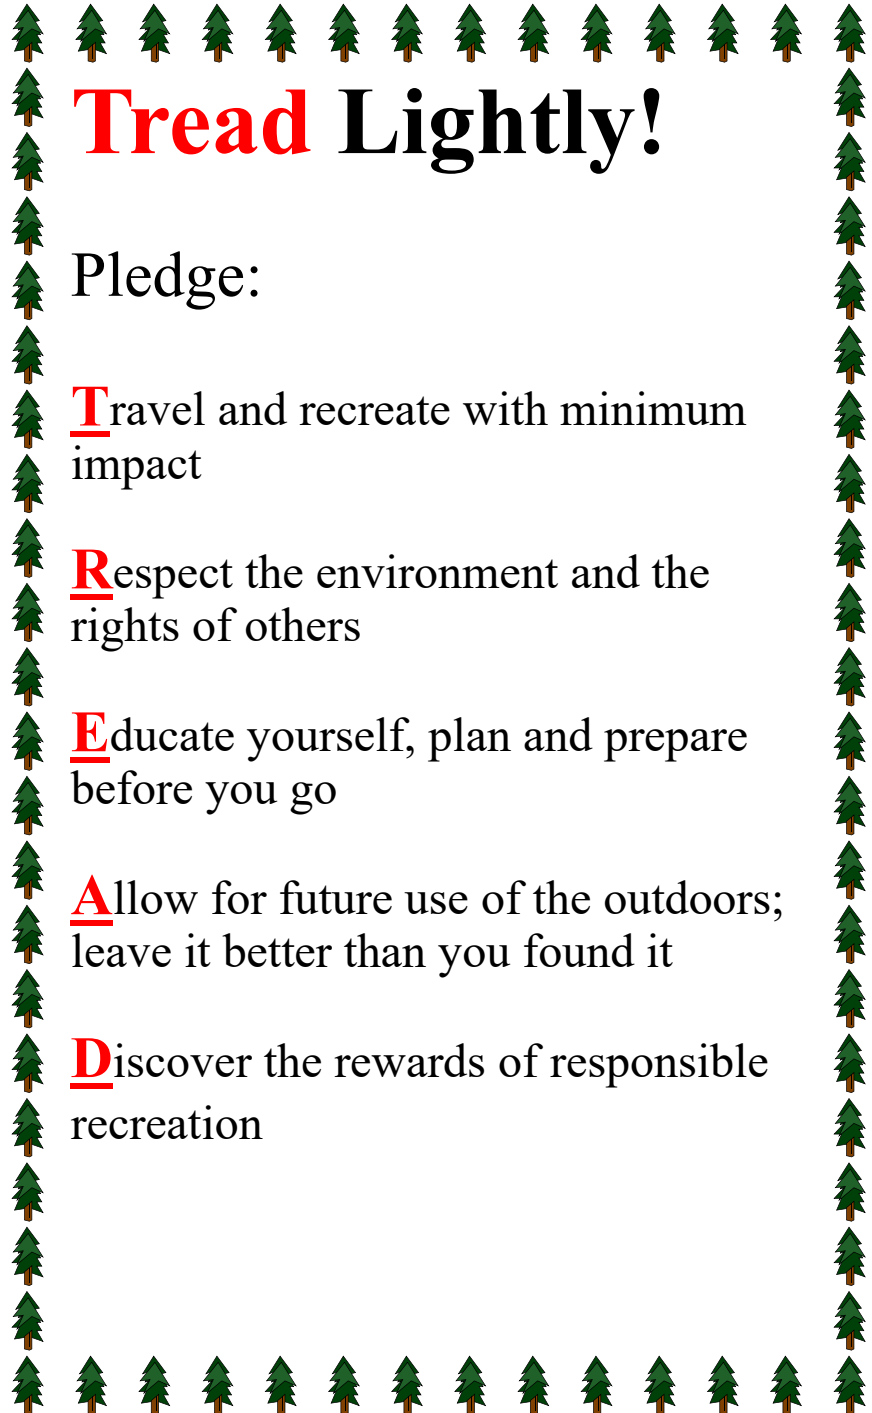 Tread Lightly!
Pledge:
Travel and recreate with minimum
impact
Respect the environment and the
rights of others
Educate yourself, plan and prepare
before you go
Allow for future use of the outdoors;
leave it better than you found it
Discover the rewards of responsible
recreation